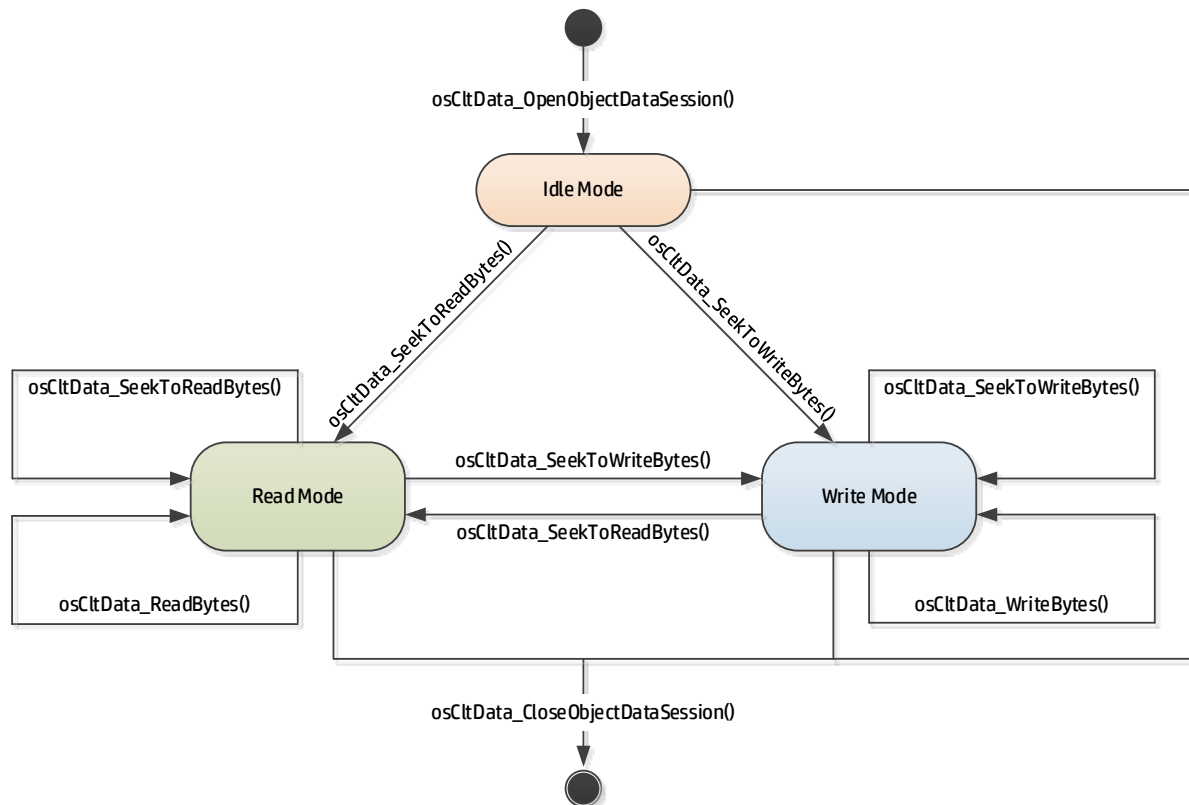 osCltData_OpenObjectDataSession()
Idle Mode
osCltData_SeekToReadBytes()
osCltData_SeekToWriteBytes()
osCltData_SeekToReadBytes()
osCltData_SeekToWriteBytes()
osCltData_SeekToWriteBytes()
Read Mode
Write Mode
osCltData_SeekToReadBytes()
osCltData_ReadBytes()
osCltData_WriteBytes()
osCltData_CloseObjectDataSession()